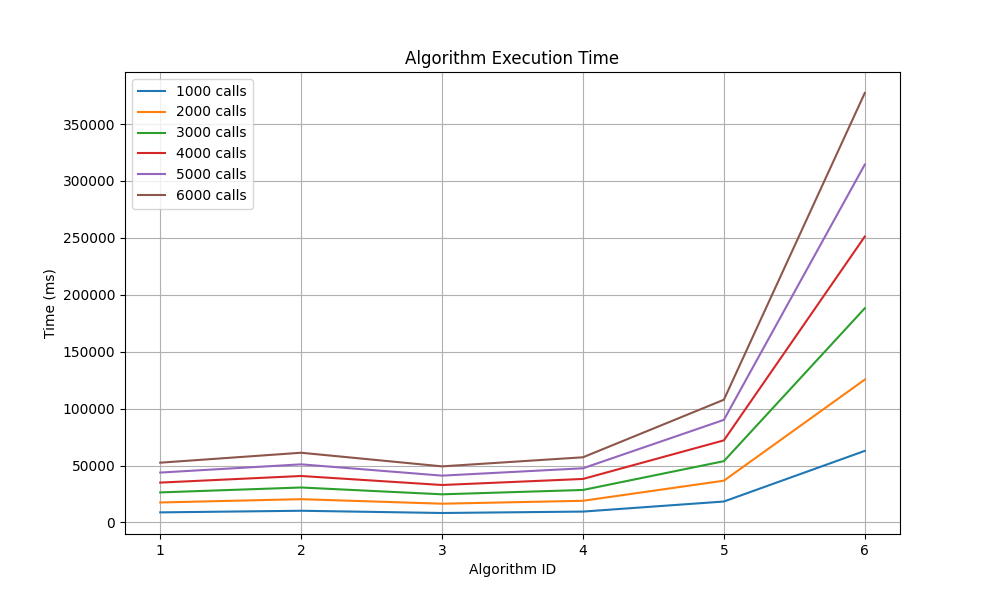 Algorithm Execution Time
1000 calls
2000 calls
3000 calls
4000 calls
5000 calls
6000 calls
350000
300000
250000
200000
150000
100000
50000
0
Time (ms)
1 2 3 4 5 6
Algorithm ID